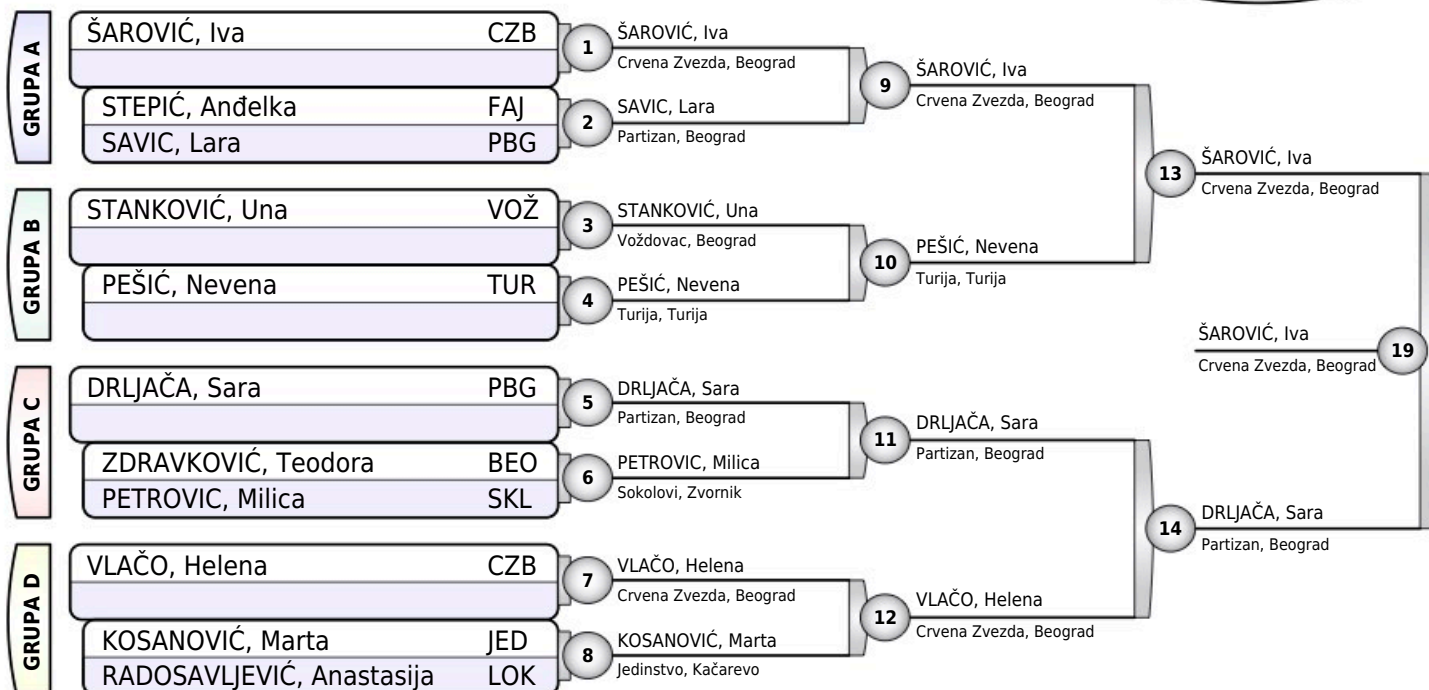 GRUPA A
ŠAROVIĆ, Iva CZB
STEPIĆ, Anđelka FAJ
SAVIC, Lara PBG
1
ŠAROVIĆ, Iva
Crvena Zvezda, Beograd
2
SAVIC, Lara
Partizan, Beograd
9
ŠAROVIĆ, Iva
Crvena Zvezda, Beograd
GRUPA B
STANKOVIĆ, Una VOŽ
PEŠIĆ, Nevena TUR
3
STANKOVIĆ, Una
Voždovac, Beograd
4
PEŠIĆ, Nevena
Turija, Turija
10
PEŠIĆ, Nevena
Turija, Turija
13
ŠAROVIĆ, Iva
Crvena Zvezda, Beograd
GRUPA C
DRLJAČA, Sara PBG
ZDRAVKOVIĆ, Teodora BEO
PETROVIC, Milica SKL
5
DRLJAČA, Sara
Partizan, Beograd
6
PETROVIC, Milica
Sokolovi, Zvornik
11
DRLJAČA, Sara
Partizan, Beograd
GRUPA D
VLAČO, Helena CZB
KOSANOVIĆ, Marta JED
RADOSAVLJEVIĆ, Anastasija LOK
7
VLAČO, Helena
Crvena Zvezda, Beograd
8
KOSANOVIĆ, Marta
Jedinstvo, Kačarevo
12
VLAČO, Helena
Crvena Zvezda, Beograd
14
DRLJAČA, Sara
Partizan, Beograd
ŠAROVIĆ, Iva
Crvena Zvezda, Beograd
19